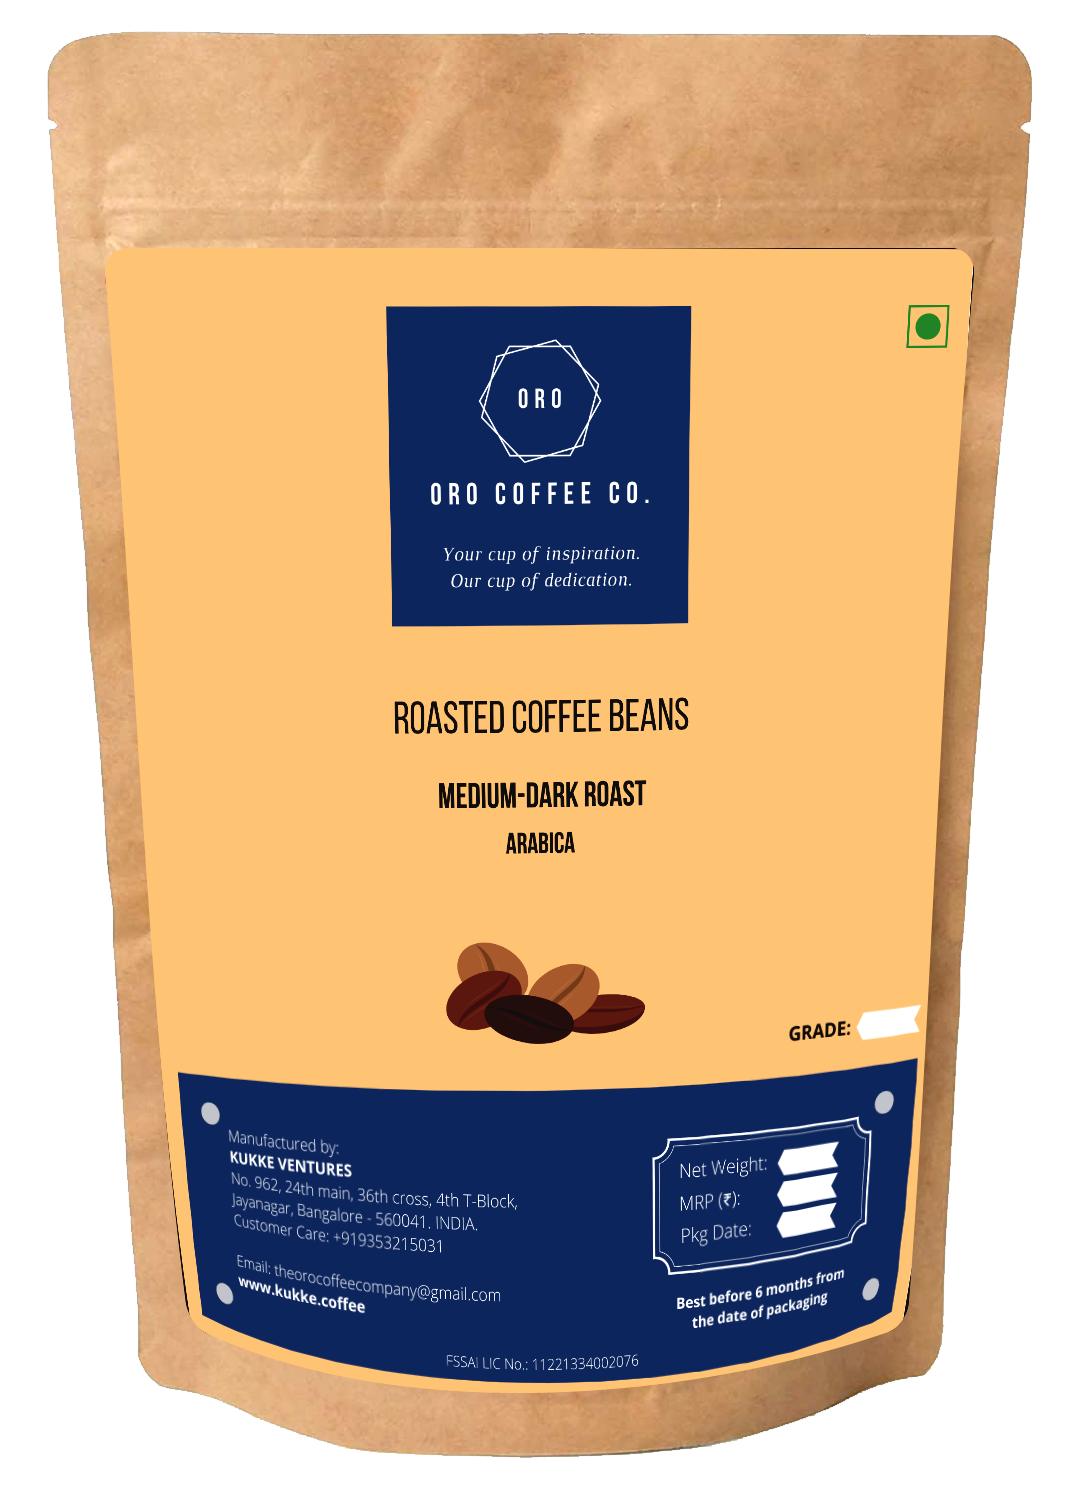 ORO
ORO COFFEE CO.
Your cup of inspiration.
Our cup of dedication.
ROASTED COFFEE BEANS
MEDIUM-DARK ROAST
ARABICA
GRADE:
Manufactured by:
KUKKE VENTURES
No. 962, 24th main, 36th cross, 4th T-Block,
Jayanagar, Bangalore - 560041. INDIA.
Customer Care: +919353215031
Email: theorocoffeecompany@gmail.com
www.kukke.coffee
Net Weight:
MRP (₹):
Pkg Date:
Best before 6 months from
the date of packaging
FSSAI LIC No.: 11221334002076